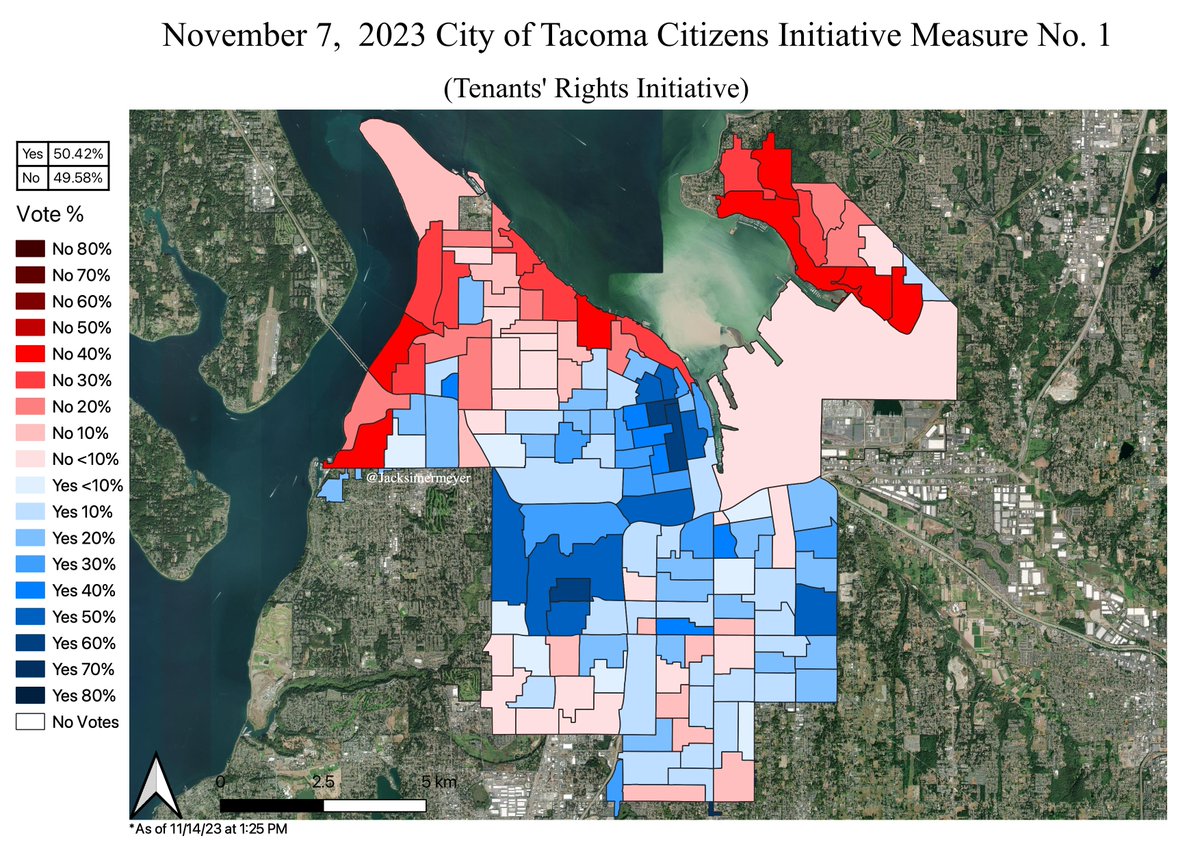 November 7, 2023 City of Tacoma Citizens Initiative Measure No. 1
(Tenants' Rights Initiative)
Yes 50.42%
No 49.58%
Vote %
No 80%
No 70%
No 60%
No 50%
No 40%
No 30%
No 20%
No 10%
No <10%
Yes <10%
Yes 10%
Yes 20%
Yes 30%
Yes 40%
Yes 50%
Yes 60%
Yes 70%
Yes 80%
No Votes
@Jacksimermeyer
0 2.5 5 km
*As of 11/14/23 at 1:25 PM